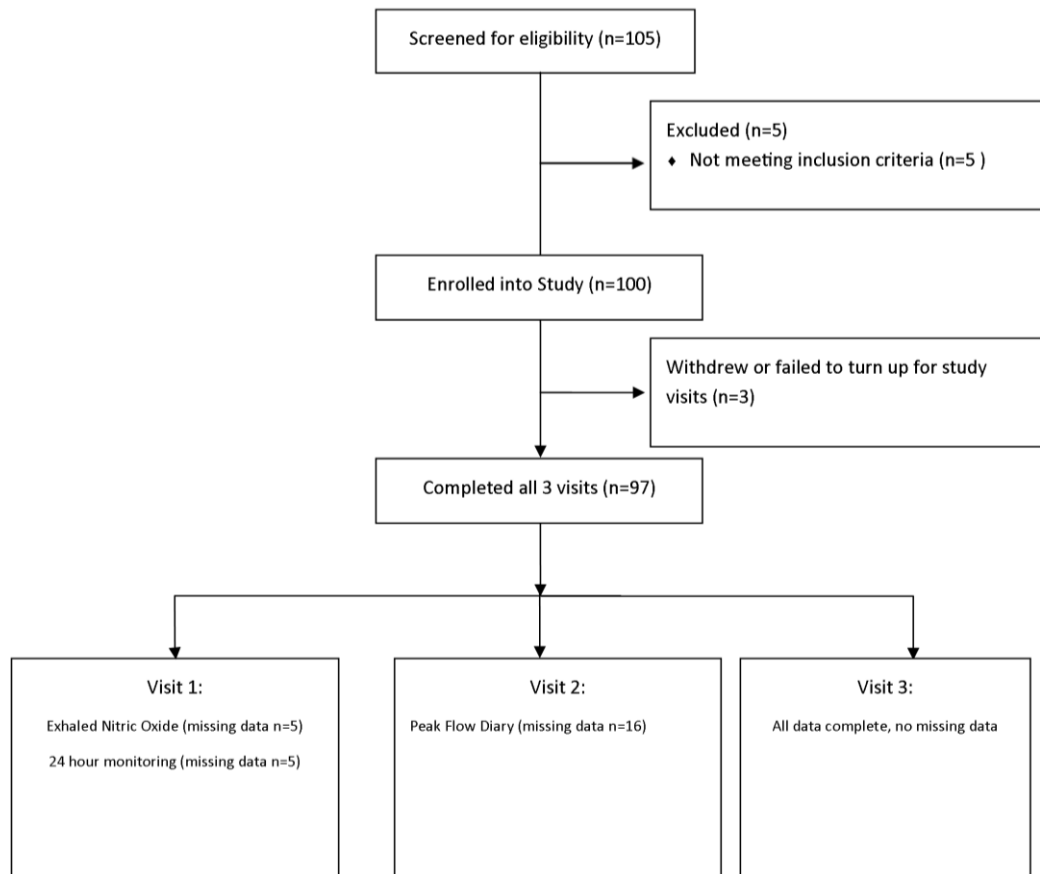 Screened for eligibility (n=105)
Excluded (n=5)
♦ Not meeting inclusion criteria (n=5 )
Enrolled into Study (n=100)
Withdrew or failed to turn up for study
visits (n=3)
Completed all 3 visits (n=97)
Visit 1:
Exhaled Nitric Oxide (missing data n=5)
24 hour monitoring (missing data n=5)
Visit 2:
Peak Flow Diary (missing data n=16)
Visit 3:
All data complete, no missing data